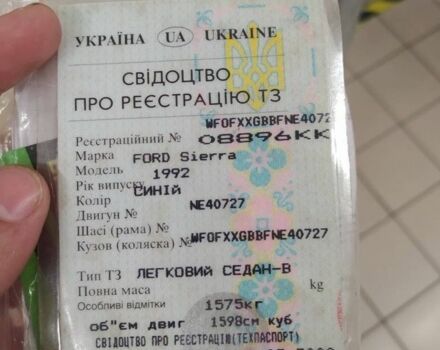 УКРАЇНА UA UKRAINE
СВІДОЦТВО
ПРО РЕЄСТРАЦІЮ ТЗ
WF0FXXGBBFNE40727
Реєстраційний № 08896КК
Марка FORD Sierra
Модель 1992
Рік випуску СИНІЙ
Колір
Двигун № NE40727
Шасі (рама) №
Кузов (коляска) № WF0FXXGBBFNE40727
Тип ТЗ ЛЕГКОВИЙ СЕДАН-В
Повна маса kg
Особливі відмітки 1575кг
об"єм двиг 1598см куб
СВІДОЦТВО ПРО РЕЄСТРАЦІЮ(ТЕХПАСПОРТ)